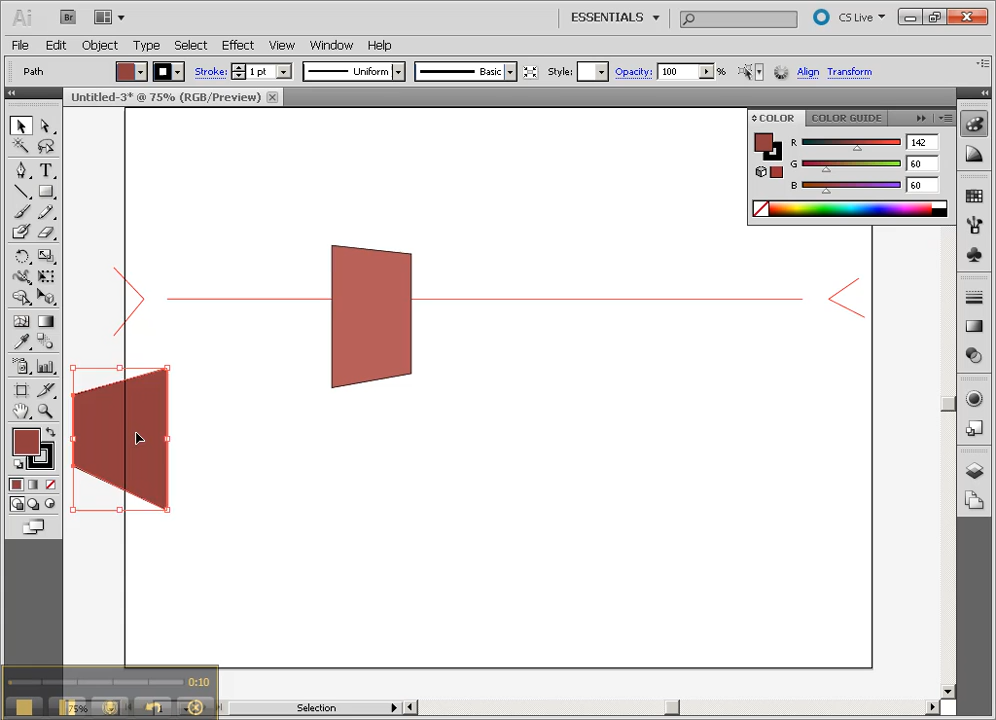 Ai Br ESSENTIALS CS Live
File Edit Object Type Select Effect View Window Help
Path Stroke: 1 pt Uniform Basic Style: Opacity: 100 % Align Transform
Untitled-3* @ 75% (RGB/Preview)
COLOR COLOR GUIDE
R 142
G 60
B 60
0:10
75% 1 Selection